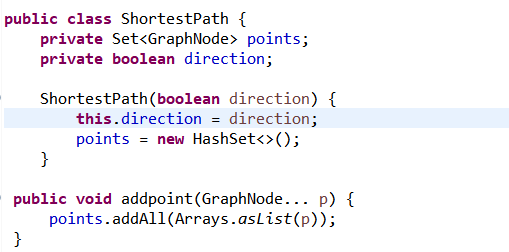 public class ShortestPath {
    private Set<GraphNode> points;
    private boolean direction;

    ShortestPath(boolean direction) {
        this.direction = direction;
        points = new HashSet<>();
    }

 public void addpoint(GraphNode... p) {
     points.addAll(Arrays.asList(p));
 }